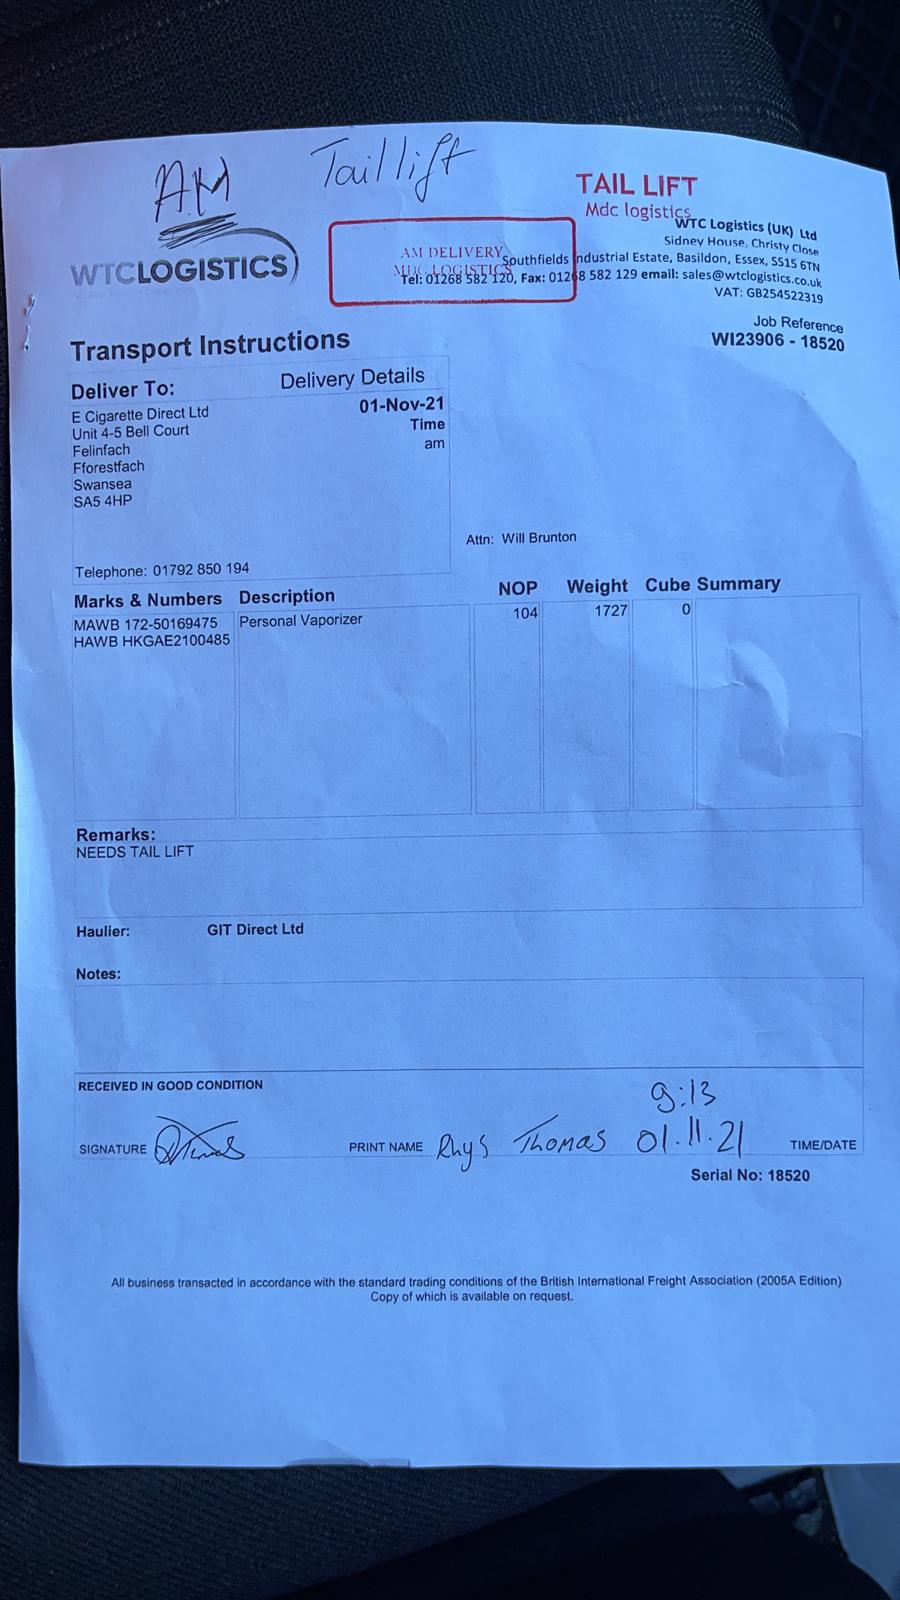 AM
Tail lift
TAIL LIFT
Mdc logistics
WTC Logistics (UK) Ltd
Sidney House, Christy Close
Southfields Industrial Estate, Basildon, Essex, SS15 6TN
Tel: 01268 582 120, Fax: 01268 582 129 email: sales@wtclogistics.co.uk
VAT: GB254522319
AM DELIVERY
MDC LOGISTICS
WTCLOGISTICS
Job Reference
WI23906 - 18520
Transport Instructions
Deliver To: Delivery Details
E Cigarette Direct Ltd 01-Nov-21
Unit 4-5 Bell Court Time
Felinfach am
Fforestfach
Swansea
SA5 4HP
Attn: Will Brunton
Telephone: 01792 850 194
Marks & Numbers Description NOP Weight Cube Summary
MAWB 172-50169475 Personal Vaporizer 104 1727 0
HAWB HKGAE2100485
Remarks:
NEEDS TAIL LIFT
Haulier: GIT Direct Ltd
Notes:
RECEIVED IN GOOD CONDITION
9:13
SIGNATURE PRINT NAME Rhys Thomas 01.11.21 TIME/DATE
Serial No: 18520
All business transacted in accordance with the standard trading conditions of the British International Freight Association (2005A Edition)
Copy of which is available on request.